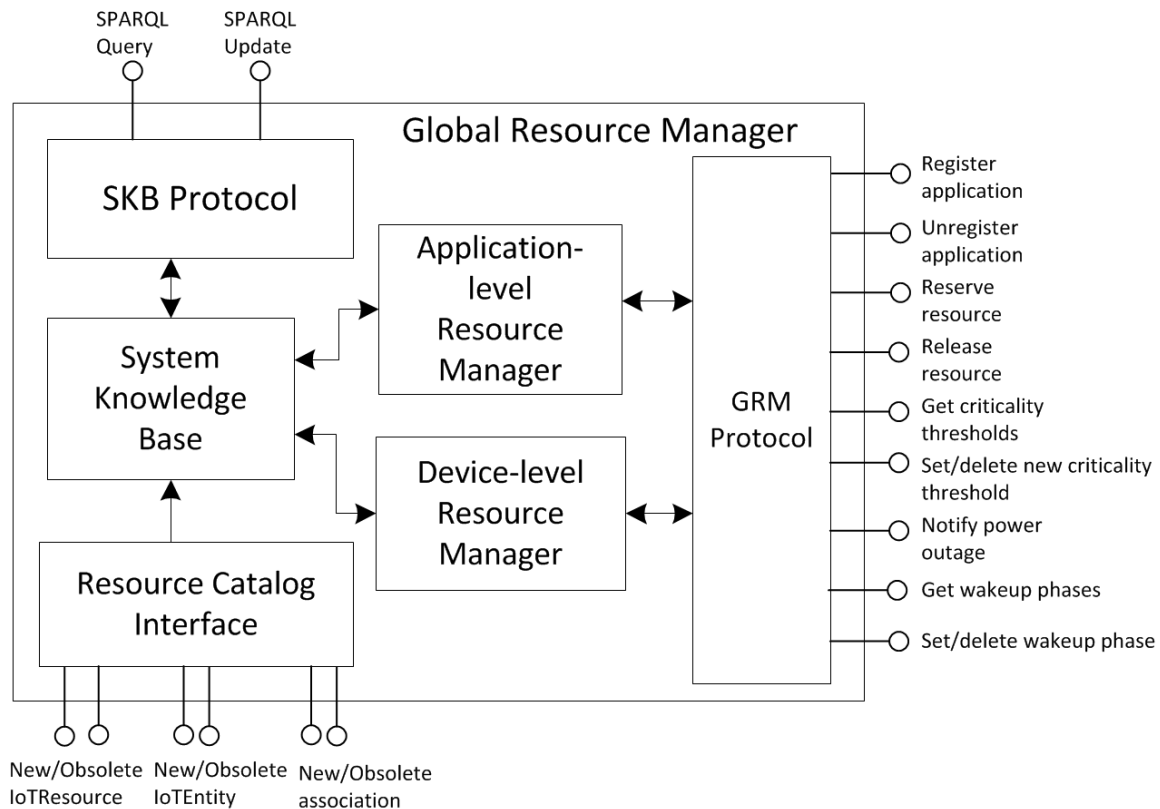 SPARQL
Query
SPARQL
Update
Global Resource Manager
SKB Protocol
Application-
level
Resource
Manager
System
Knowledge
Base
Device-level
Resource
Manager
Resource Catalog
Interface
GRM
Protocol
Register
application
Unregister
application
Reserve
resource
Release
resource
Get criticality
thresholds
Set/delete new criticality
threshold
Notify power
outage
Get wakeup phases
Set/delete wakeup phase
New/Obsolete
IoTResource
New/Obsolete
IoTEntity
New/Obsolete
association